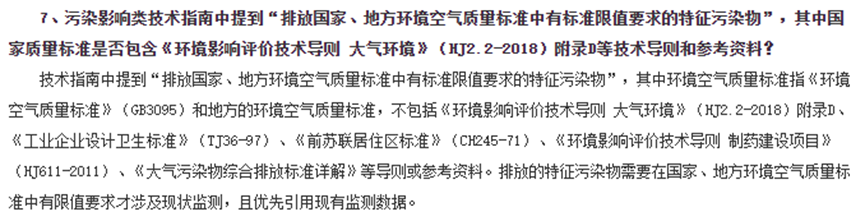 7、污染影响类技术指南中提到“排放国家、地方环境空气质量标准中有标准限值要求的特征污染物”，其中国
家质量标准是否包含《环境影响评价技术导则 大气环境》（HJ2.2-2018）附录D等技术导则和参考资料？
技术指南中提到“排放国家、地方环境空气质量标准中有标准限值要求的特征污染物”，其中环境空气质量标准指《环境
空气质量标准》（GB3095）和地方的环境空气质量标准，不包括《环境影响评价技术导则 大气环境》（HJ2.2-2018）附录D、
《工业企业设计卫生标准》（TJ36-97）、《前苏联居住区标准》（CH245-71）、《环境影响评价技术导则 制药建设项目》
（HJ611-2011）、《大气污染物综合排放标准详解》等导则或参考资料。排放的特征污染物需要在国家、地方环境空气质量标
准中有限值要求才涉及现状监测，且优先引用现有监测数据。